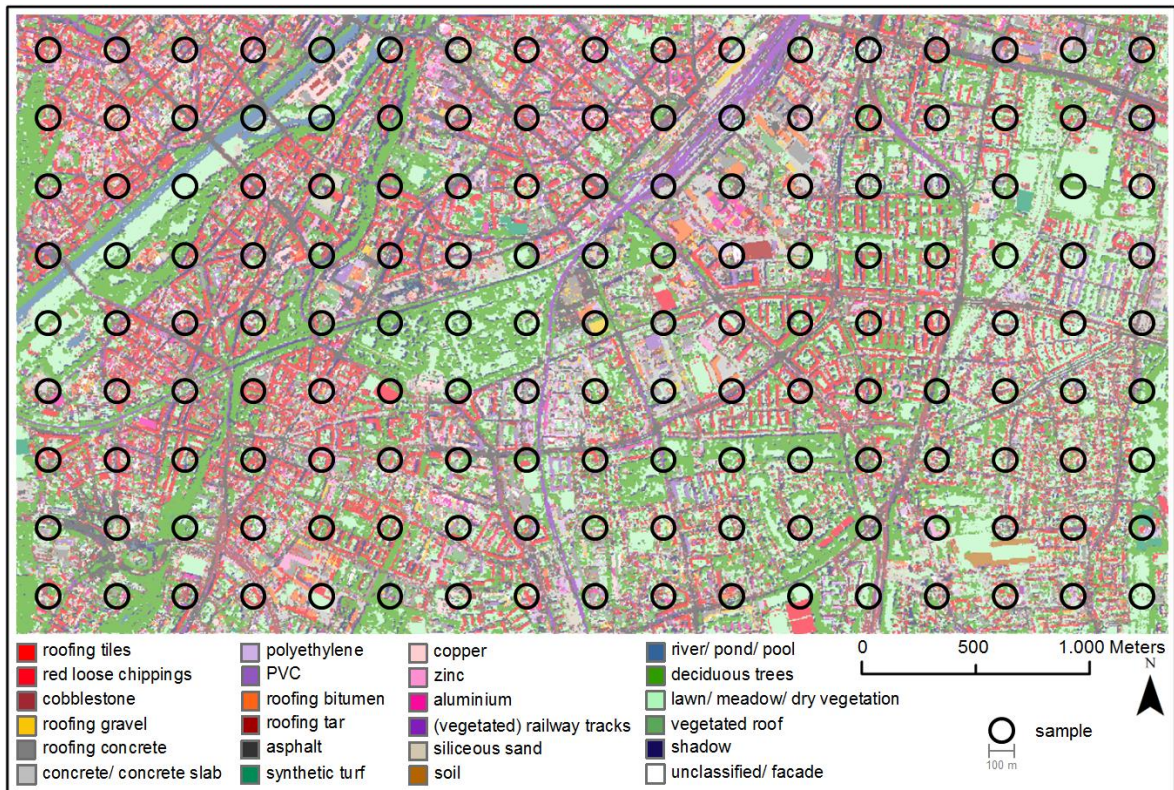 roofing tiles
red loose chippings
cobblestone
roofing gravel
roofing concrete
concrete/ concrete slab
polyethylene
PVC
roofing bitumen
roofing tar
asphalt
synthetic turf
copper
zinc
aluminium
(vegetated) railway tracks
siliceous sand
soil
river/ pond/ pool
deciduous trees
lawn/ meadow/ dry vegetation
vegetated roof
shadow
unclassified/ facade
0 500 1.000 Meters
N
sample
100 m